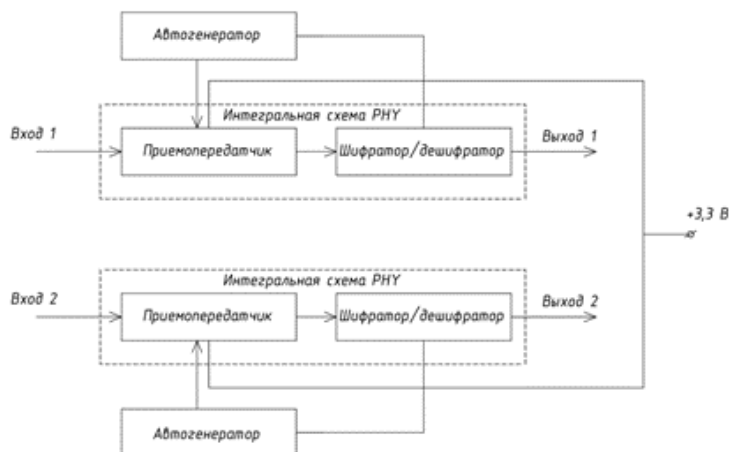 Автогенератор
Интегральная схема PHY
Вход 1
Приемопередатчик
Шифратор/дешифратор
Выход 1
+3,3 В
Интегральная схема PHY
Вход 2
Приемопередатчик
Шифратор/дешифратор
Выход 2
Автогенератор